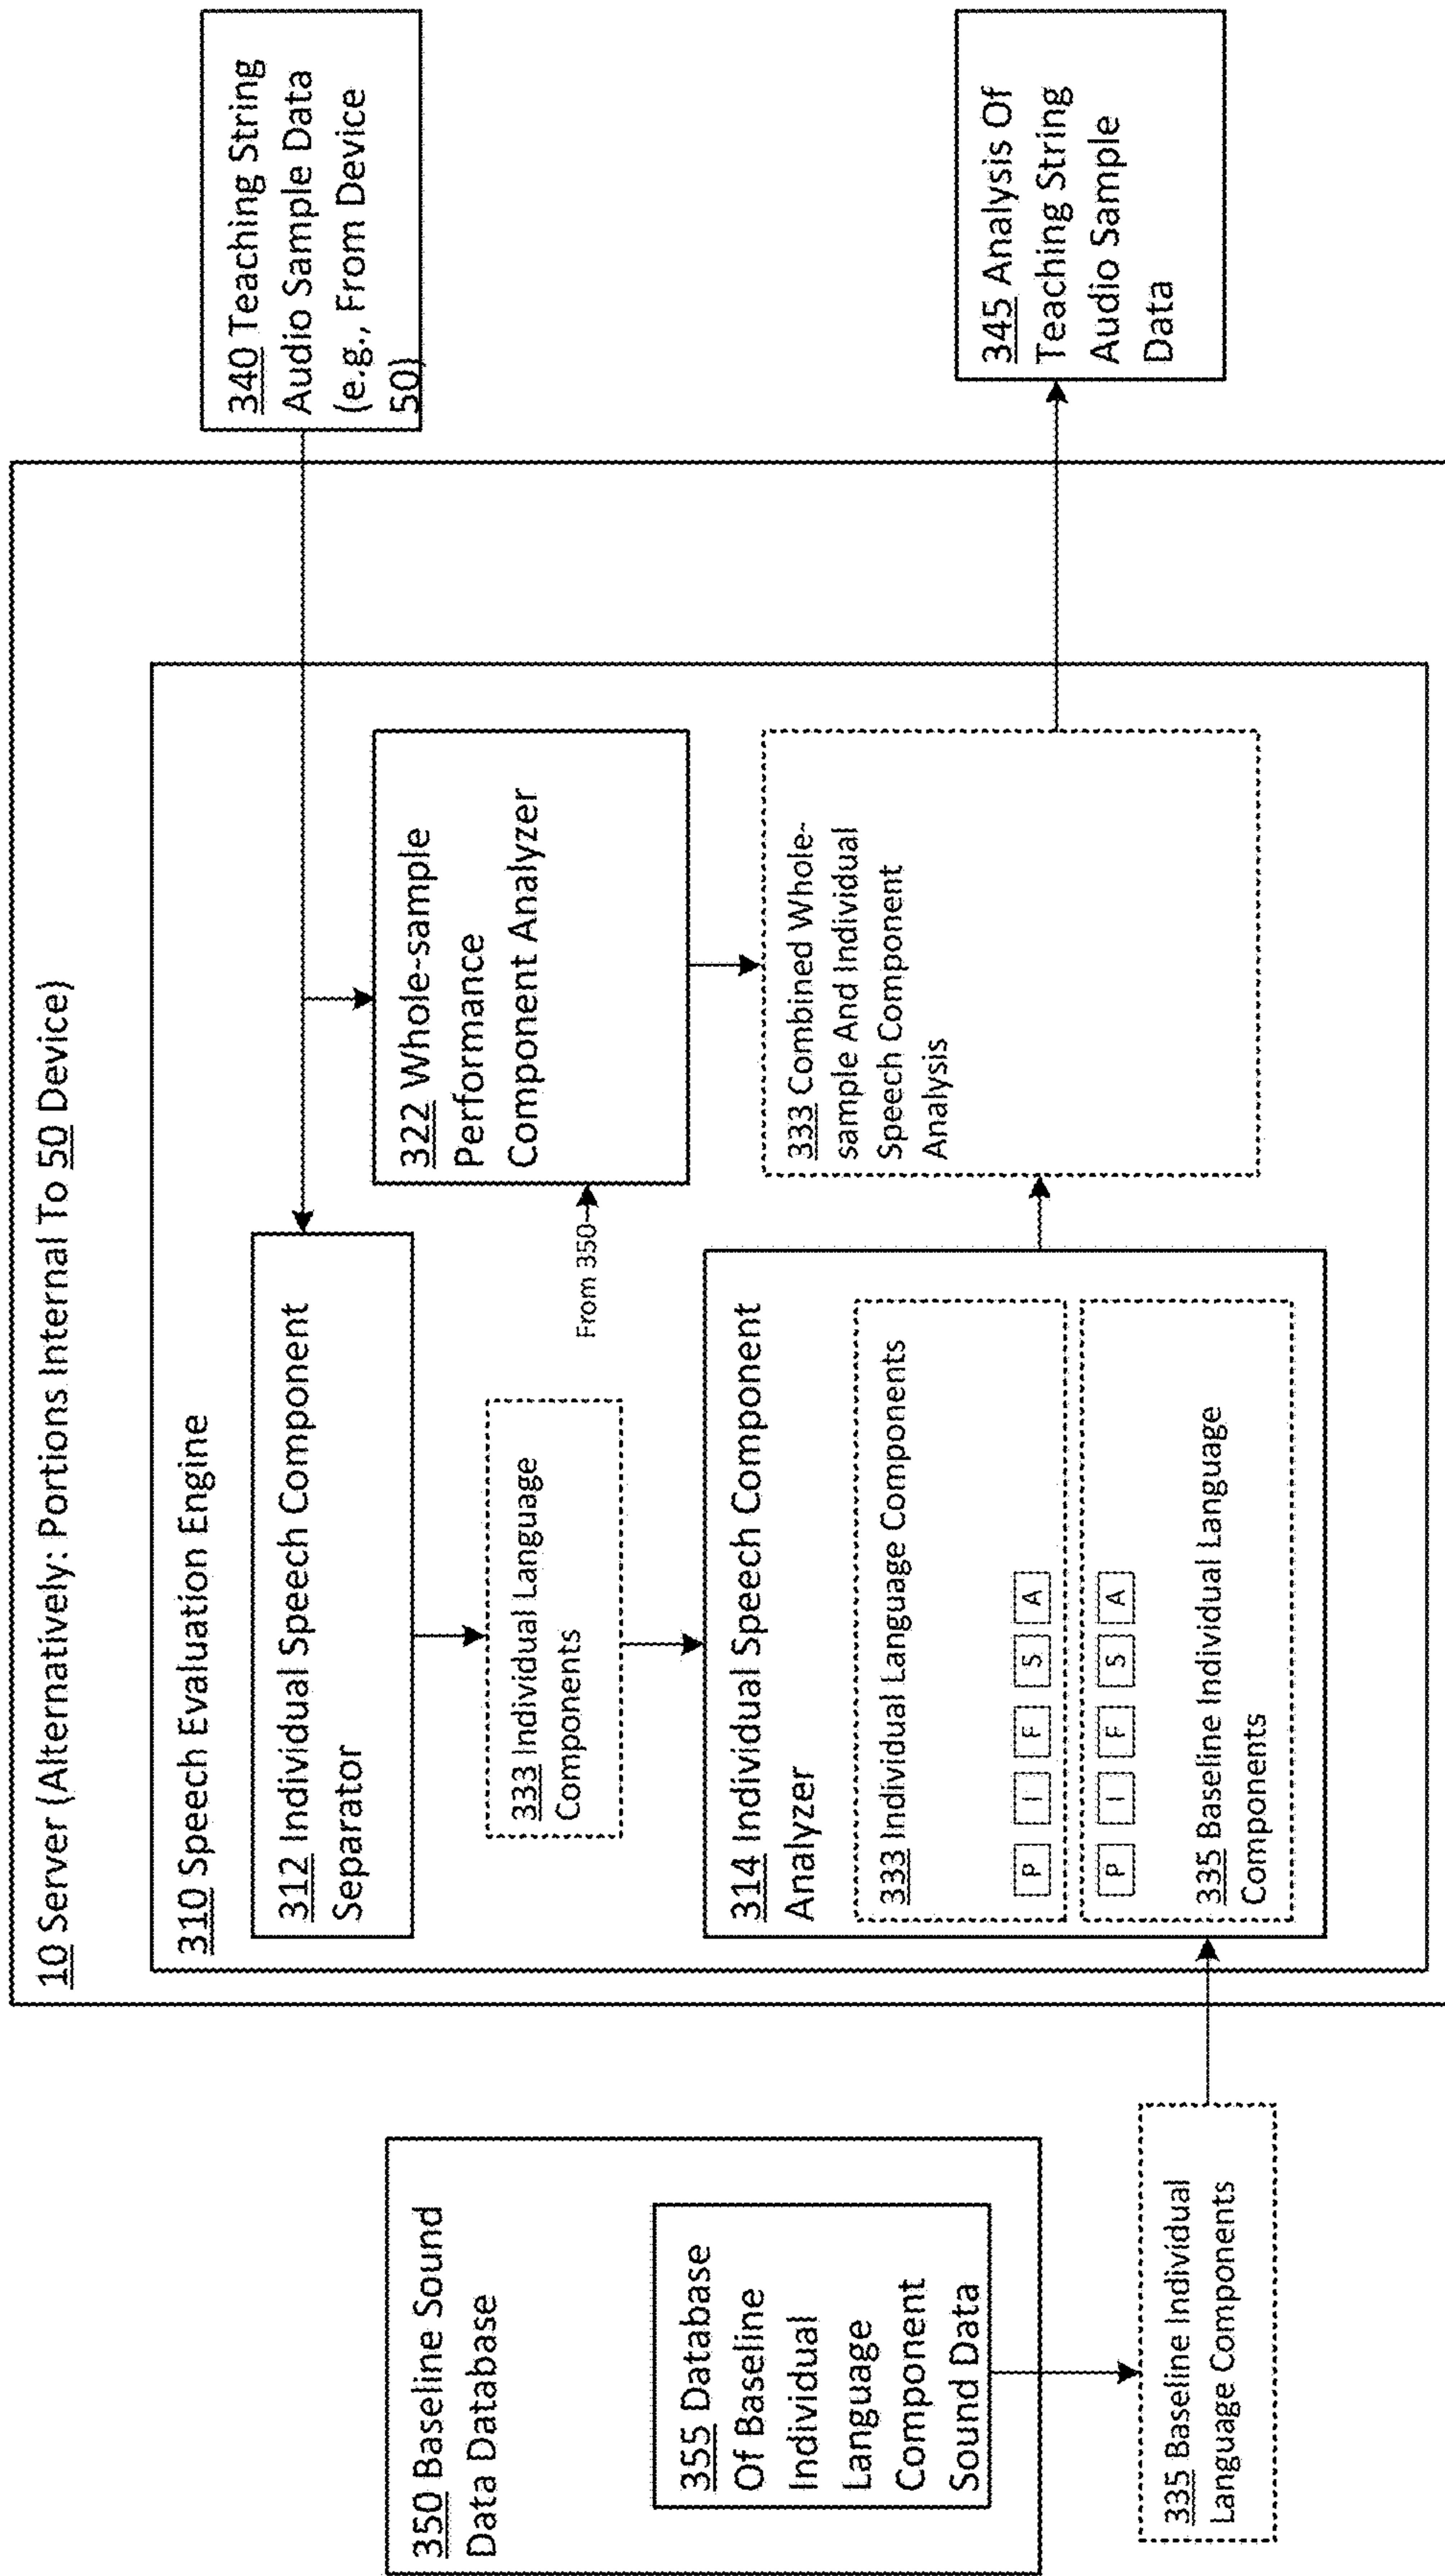 10 Server (Alternatively: Portions Internal To 50 Device)
310 Speech Evaluation Engine
312 Individual Speech Component
Separator
333 Individual Language
Components
314 Individual Speech Component
Analyzer
333 Individual Language Components
P I F S A
P I F S A
335 Baseline Individual Language
Components
From 350
322 Whole-sample
Performance
Component Analyzer
333 Combined Whole-
sample And Individual
Speech Component
Analysis
340 Teaching String
Audio Sample Data
(e.g., From Device
50)
345 Analysis Of
Teaching String
Audio Sample
Data
350 Baseline Sound
Data Database
355 Database
Of Baseline
Individual
Language
Component
Sound Data
335 Baseline Individual
Language Components